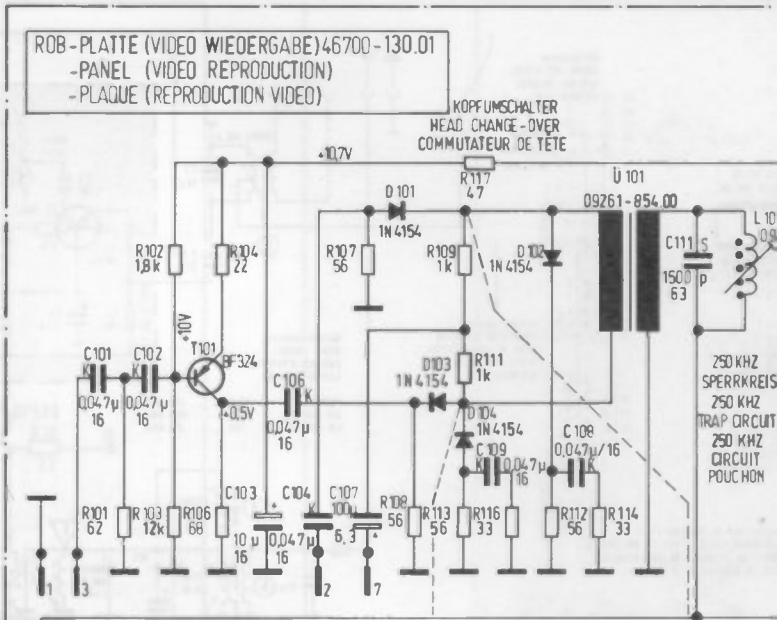 ROB-PLATTE (VIDEO WIEDERGABE) 46700-130.01
-PANEL (VIDEO REPRODUCTION)
-PLAQUE (REPRODUCTION VIDEO)
KOPFUMSCHALTER
HEAD CHANGE-OVER
COMMUTATEUR DE TÊTE
+10,7V
R117
47
Ü 101
09261-854.00
D101
1N4154
R102
1,8k
R104
22
R107
56
R109
1k
D102
1N4154
C111
S
1500p
63
+10V
T101
BF324
C101
K
0,047µ
16
C102
K
0,047µ
16
+0,5V
C106
K
0,047µ
16
D103
1N4154
R111
1k
D104
1N4154
C109
K
0,047µ
16
C108
0,047µ/16
K
250 KHZ
SPERRKREIS
250 KHZ
TRAP CIRCUIT
250 KHZ
CIRCUIT
POUCHON
R101
62
R103
12k
R106
68
C103
+
10µ
16
C104
K
0,047µ
16
C107
100µ
6,3
+
R108
56
R113
56
R116
33
R112
56
R114
33
1
3
2
7